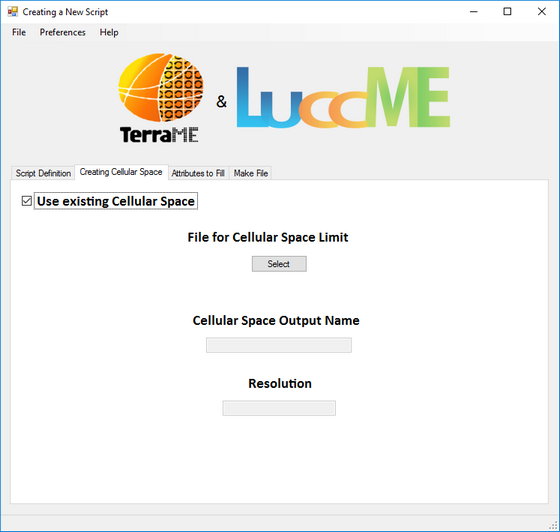 Creating a New Script
File Preferences Help
TerraME & LuccME
Script Definition Creating Cellular Space Attributes to Fill Make File
Use existing Cellular Space
File for Cellular Space Limit
Select
Cellular Space Output Name
Resolution